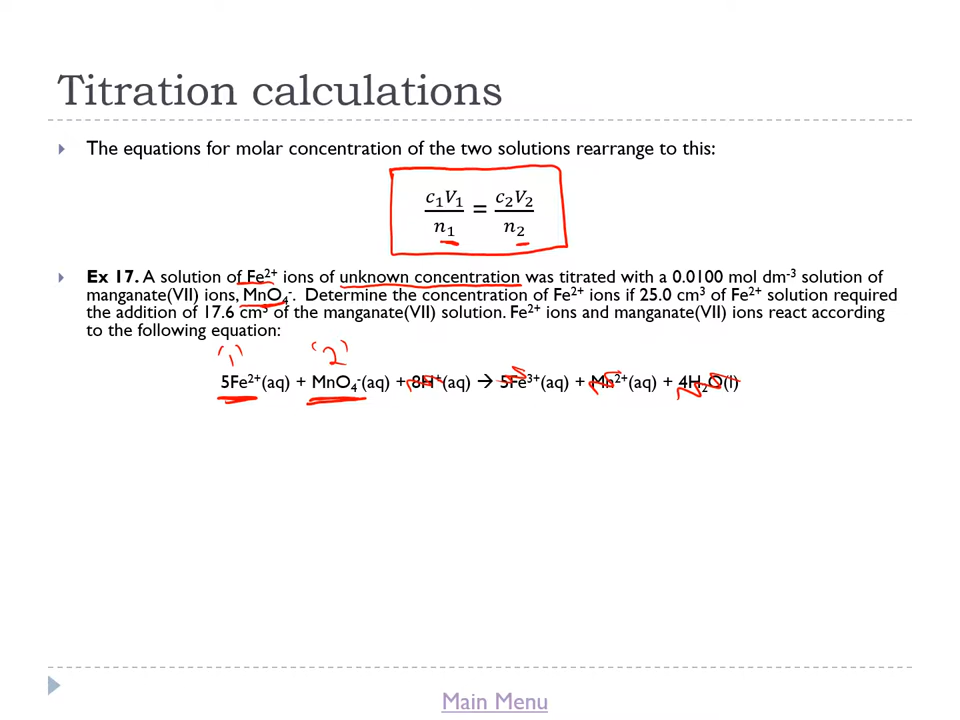 Titration calculations
The equations for molar concentration of the two solutions rearrange to this:
c₁V₁/n₁ = c₂V₂/n₂
Ex 17. A solution of Fe²⁺ ions of unknown concentration was titrated with a 0.0100 mol dm⁻³ solution of
manganate(VII) ions, MnO₄⁻. Determine the concentration of Fe²⁺ ions if 25.0 cm³ of Fe²⁺ solution required
the addition of 17.6 cm³ of the manganate(VII) solution. Fe²⁺ ions and manganate(VII) ions react according
to the following equation:
(1) (2)
5Fe²⁺(aq) + MnO₄⁻(aq) + 8H⁺(aq) → 5Fe³⁺(aq) + Mn²⁺(aq) + 4H₂O(l)
Main Menu